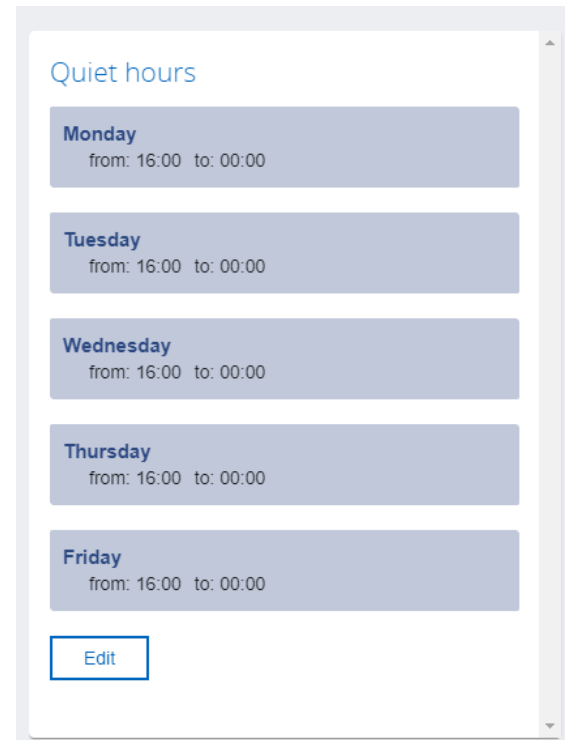 Quiet hours
Monday
from: 16:00 to: 00:00
Tuesday
from: 16:00 to: 00:00
Wednesday
from: 16:00 to: 00:00
Thursday
from: 16:00 to: 00:00
Friday
from: 16:00 to: 00:00
Edit